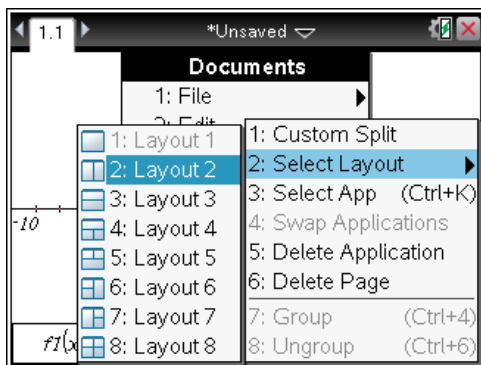 1.1
*Unsaved
Documents
1: File
2: Edit
1: Layout 1
2: Layout 2
3: Layout 3
4: Layout 4
5: Layout 5
6: Layout 6
7: Layout 7
8: Layout 8
1: Custom Split
2: Select Layout
3: Select App (Ctrl+K)
4: Swap Applications
5: Delete Application
6: Delete Page
7: Group (Ctrl+4)
8: Ungroup (Ctrl+6)
-10
f1(x